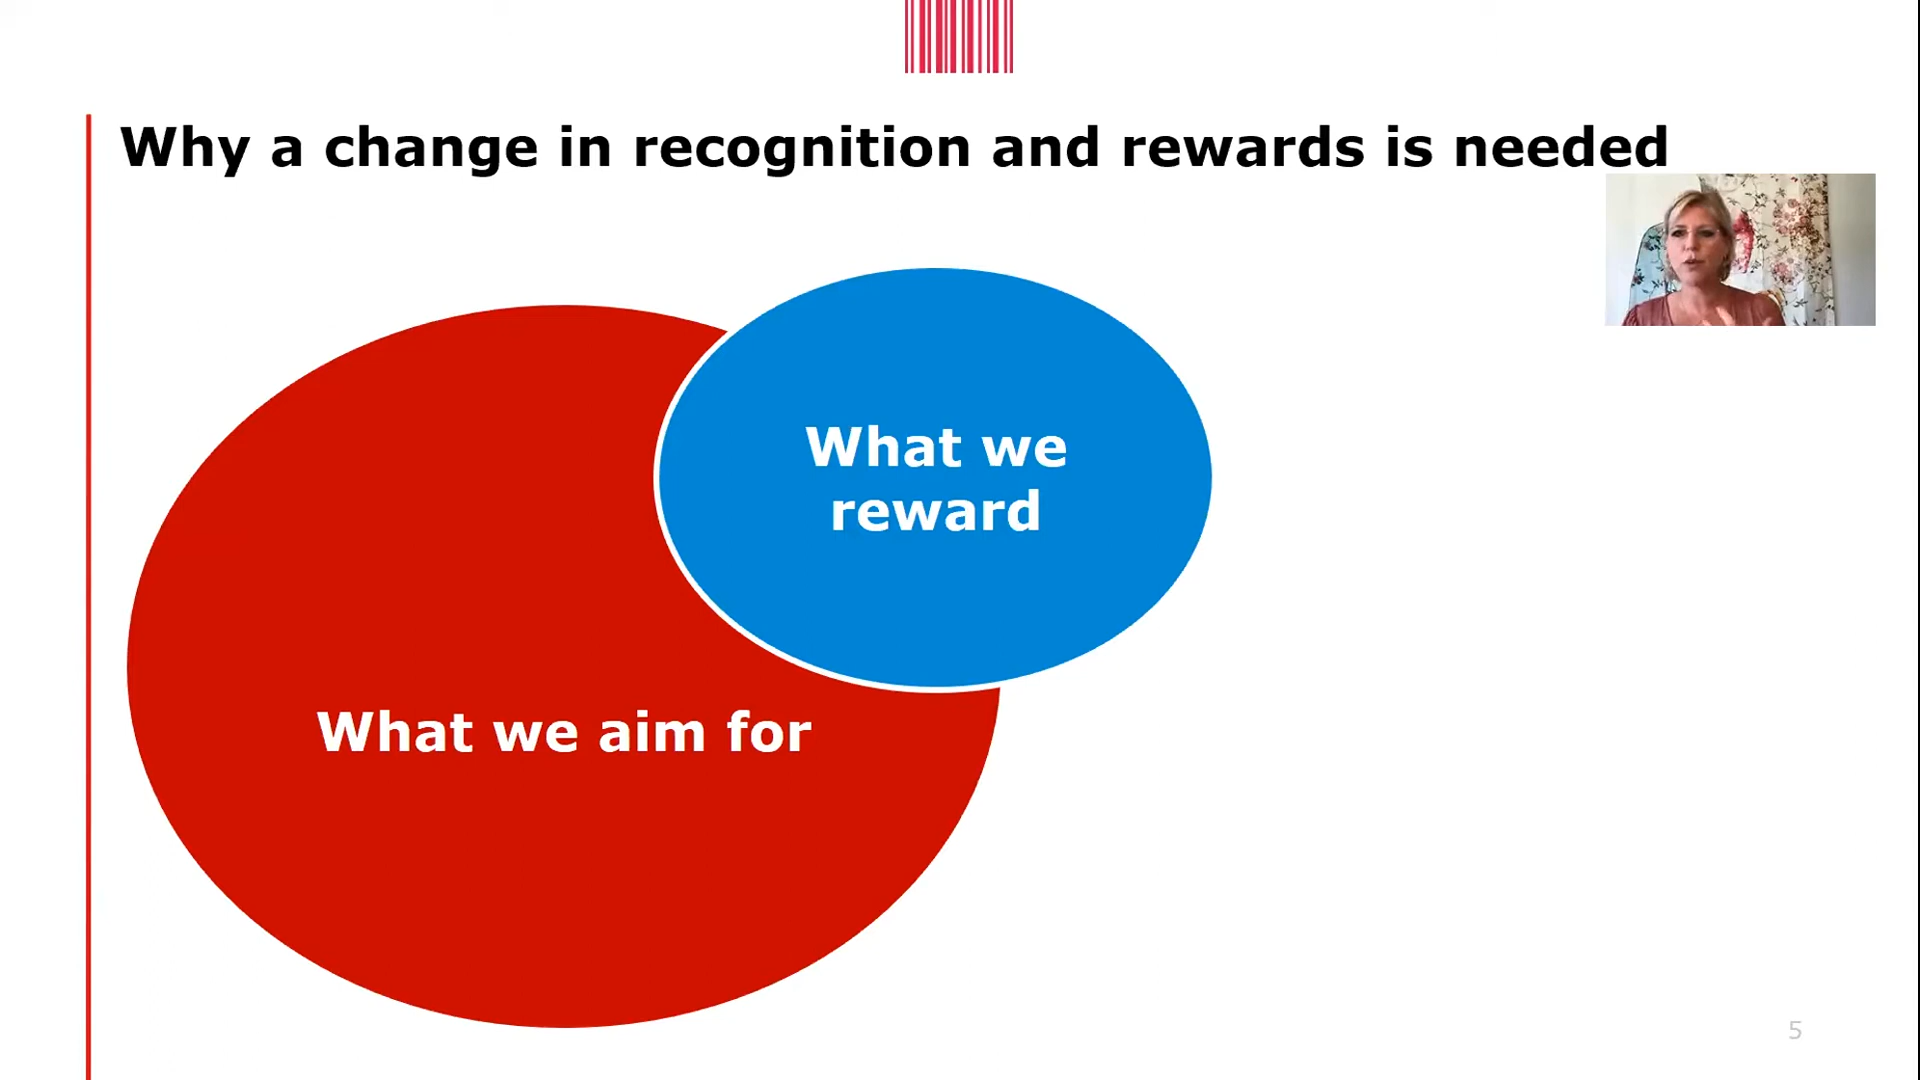 Why a change in recognition and rewards is needed
What we
reward
What we aim for
5